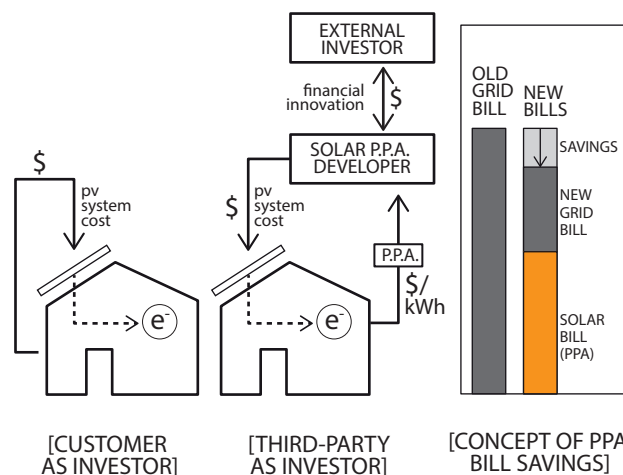 EXTERNAL
INVESTOR
financial
innovation
$
SOLAR P.P.A.
DEVELOPER
$
pv
system
cost
e-
[CUSTOMER
AS INVESTOR]
$
pv
system
cost
e-
P.P.A.
$/
kWh
[THIRD-PARTY
AS INVESTOR]
OLD
GRID
BILL
NEW
BILLS
SAVINGS
NEW
GRID
BILL
SOLAR
BILL
(PPA)
[CONCEPT OF PPA
BILL SAVINGS]